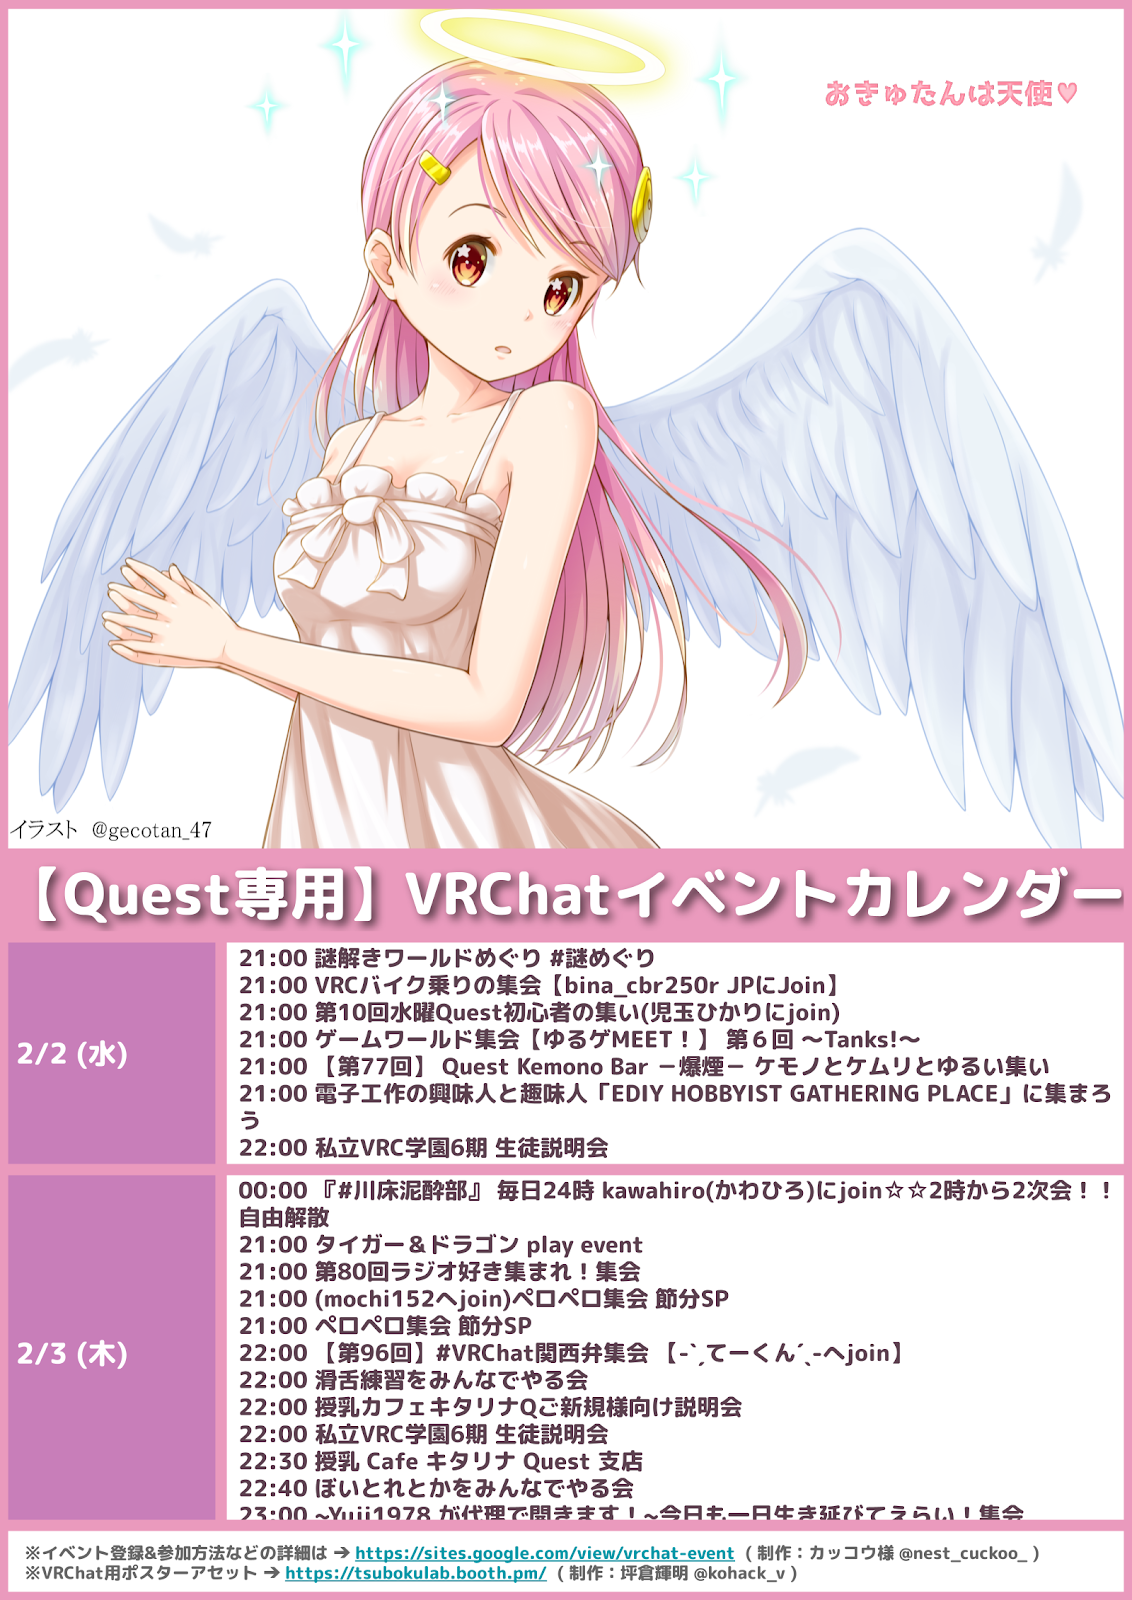 おきゅたんは天使♥
イラスト @gecotan_47
【Quest専用】VRChatイベントカレンダー
2/2 (水)
21:00 謎解きワールドめぐり #謎めぐり
21:00 VRCバイク乗りの集会【bina_cbr250r JPにJoin】
21:00 第10回水曜Quest初心者の集い(児玉ひかりにjoin)
21:00 ゲームワールド集会【ゆるゲMEET！】 第６回 〜Tanks!〜
21:00 【第77回】 Quest Kemono Bar －爆煙－ ケモノとケムリとゆるい集い
21:00 電子工作の興味人と趣味人「EDIY HOBBYIST GATHERING PLACE」に集まろ
う
22:00 私立VRC学園6期 生徒説明会
2/3 (木)
00:00 『#川床泥酔部』 毎日24時 kawahiro(かわひろ)にjoin☆☆2時から2次会！！
自由解散
21:00 タイガー＆ドラゴン play event
21:00 第80回ラジオ好き集まれ！集会
21:00 (mochi152へjoin)ペロペロ集会 節分SP
21:00 ペロペロ集会 節分SP
22:00 【第96回】#VRChat関西弁集会 【-ˋˏてーくんˊˎ-へjoin】
22:00 滑舌練習をみんなでやる会
22:00 授乳カフェキタリナQご新規様向け説明会
22:00 私立VRC学園6期 生徒説明会
22:30 授乳 Cafe キタリナ Quest 支店
22:40 ぼいとれとかをみんなでやる会
23:00 ~Yuji1978 が代理で開きます！~今日も一日生き延びてえらい！集会
※イベント登録&参加方法などの詳細は ➔ https://sites.google.com/view/vrchat-event （ 制作：カッコウ様 @nest_cuckoo_ ）
※VRChat用ポスターアセット ➔ https://tsubokulab.booth.pm/ （ 制作：坪倉輝明 @kohack_v ）